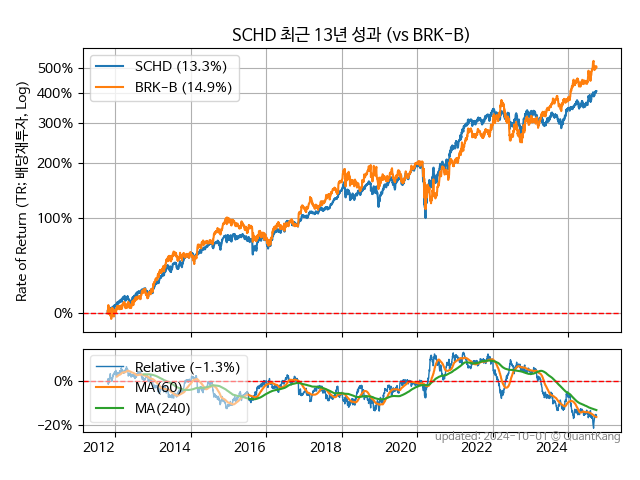 SCHD 최근 13년 성과 (vs BRK-B)
SCHD (13.3%)
BRK-B (14.9%)
Rate of Return (TR: 배당재투자, Log)
500%
400%
300%
200%
100%
0%
Relative (-1.3%)
MA(60)
MA(240)
0%
-20%
2012 2014 2016 2018 2020 2022 2024
updated: 2024-10-01 © QuantKang